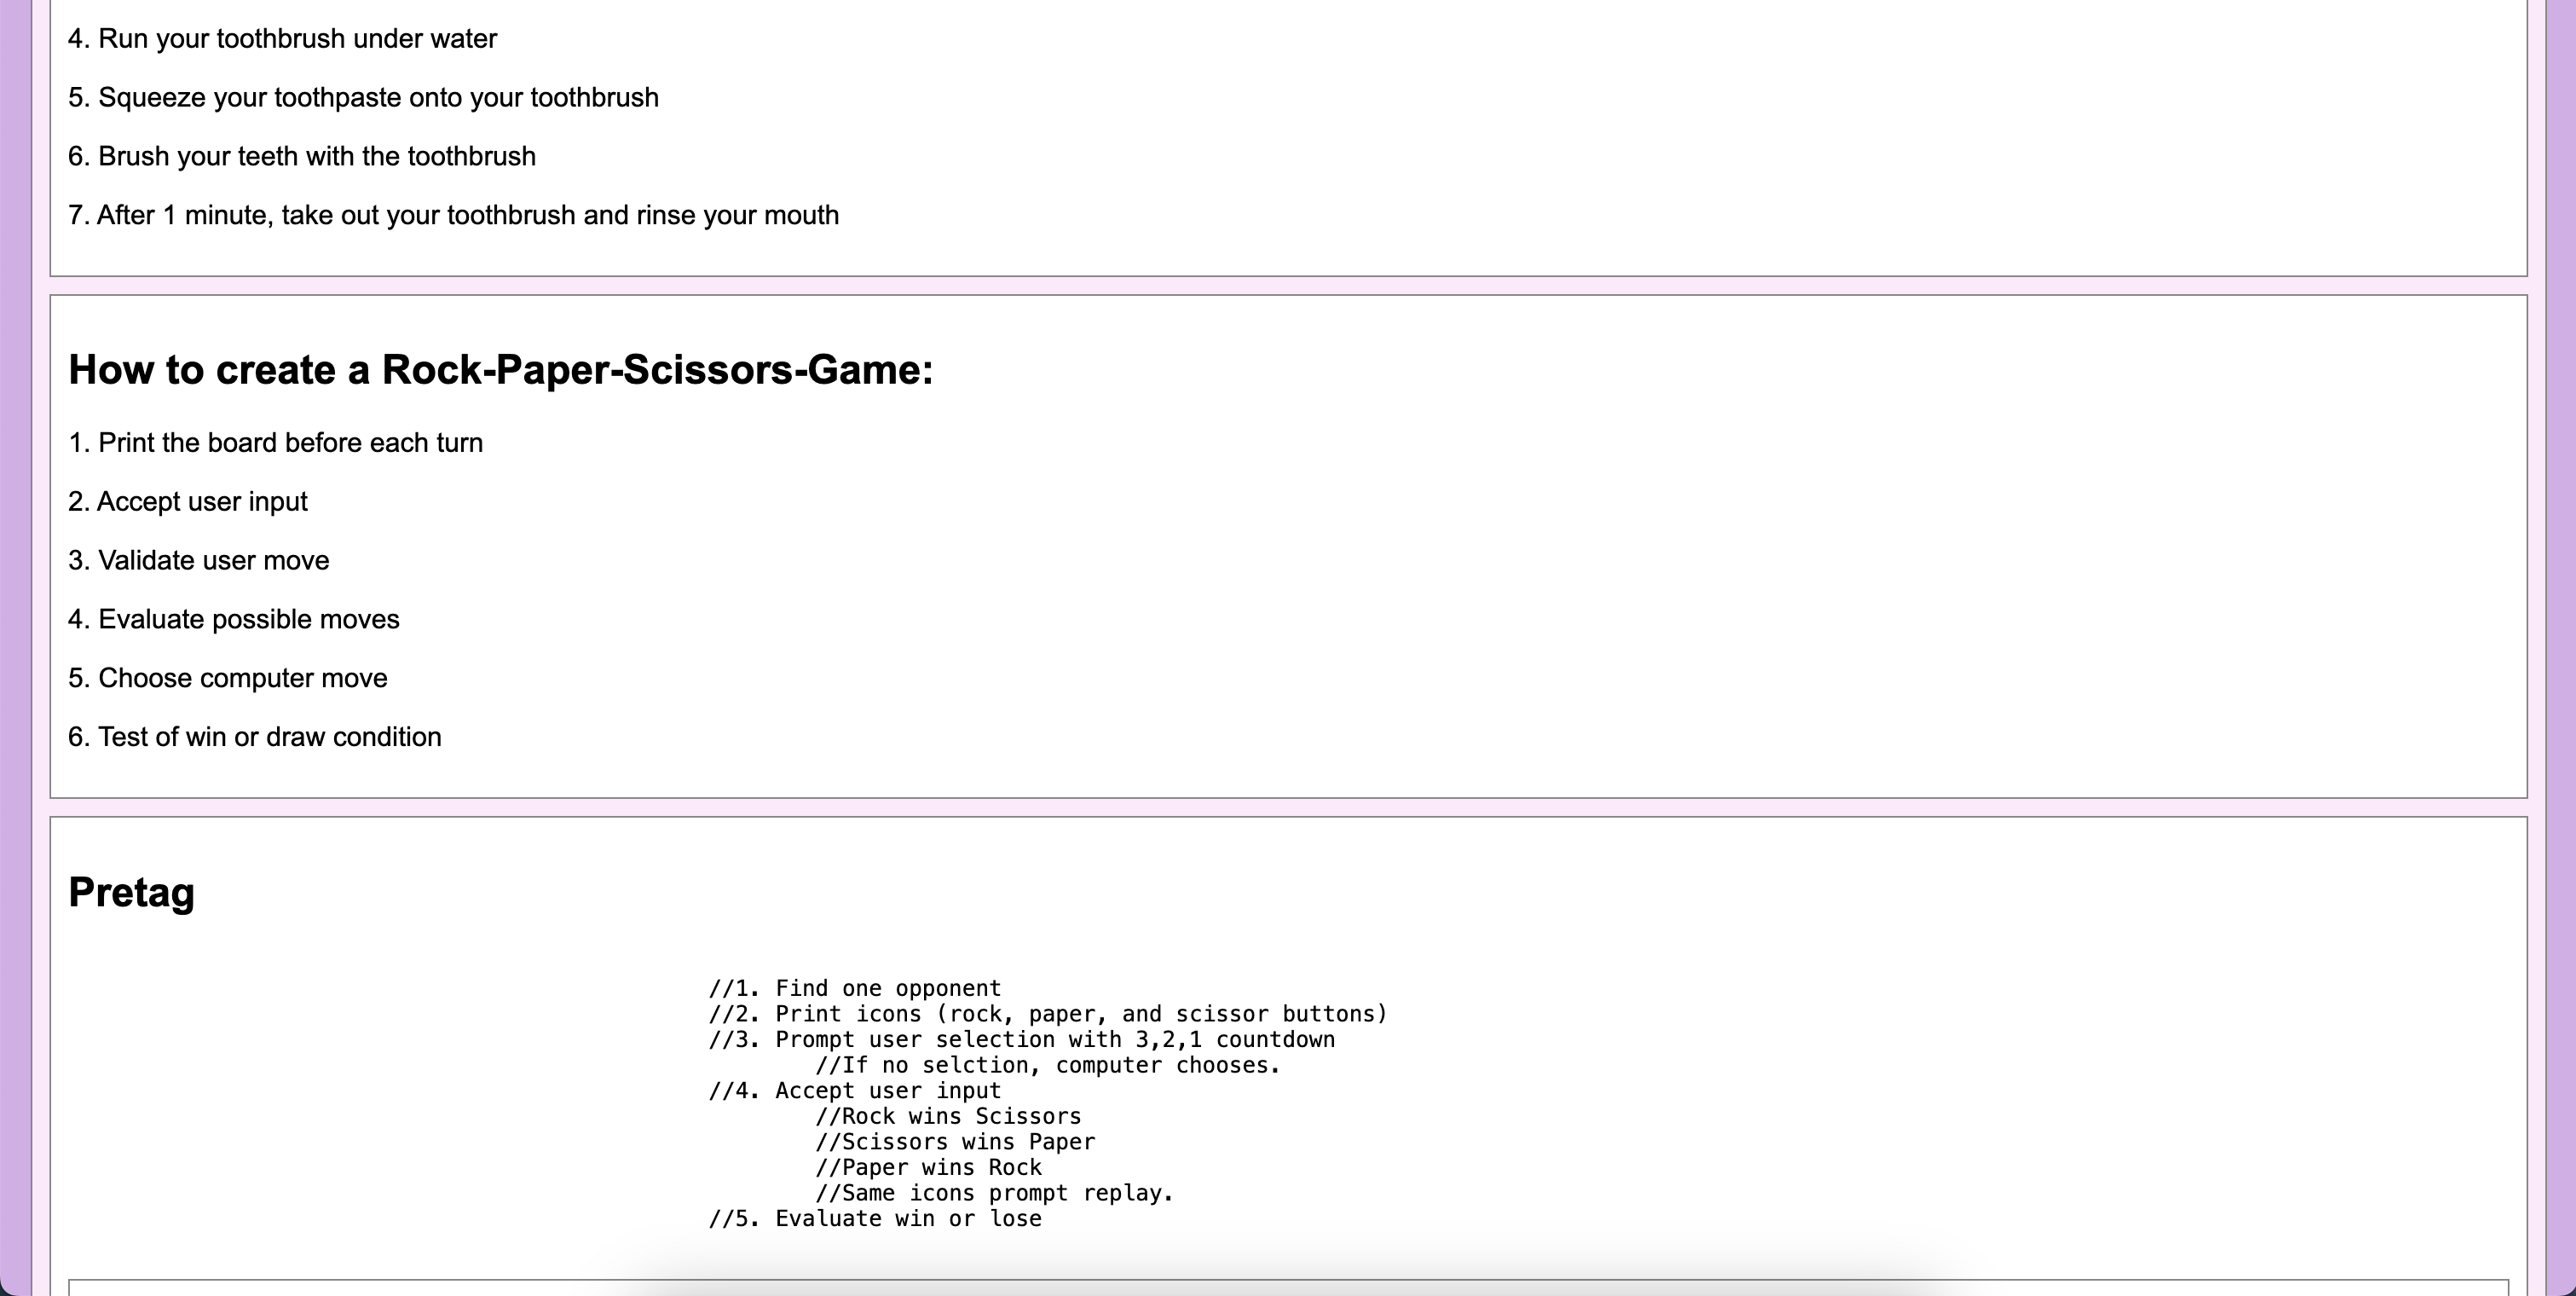 4. Run your toothbrush under water
5. Squeeze your toothpaste onto your toothbrush
6. Brush your teeth with the toothbrush
7. After 1 minute, take out your toothbrush and rinse your mouth
How to create a Rock-Paper-Scissors-Game:
1. Print the board before each turn
2. Accept user input
3. Validate user move
4. Evaluate possible moves
5. Choose computer move
6. Test of win or draw condition
Pretag
//1. Find one opponent
//2. Print icons (rock, paper, and scissor buttons)
//3. Prompt user selection with 3,2,1 countdown
//If no selction, computer chooses.
//4. Accept user input
//Rock wins Scissors
//Scissors wins Paper
//Paper wins Rock
//Same icons prompt replay.
//5. Evaluate win or lose